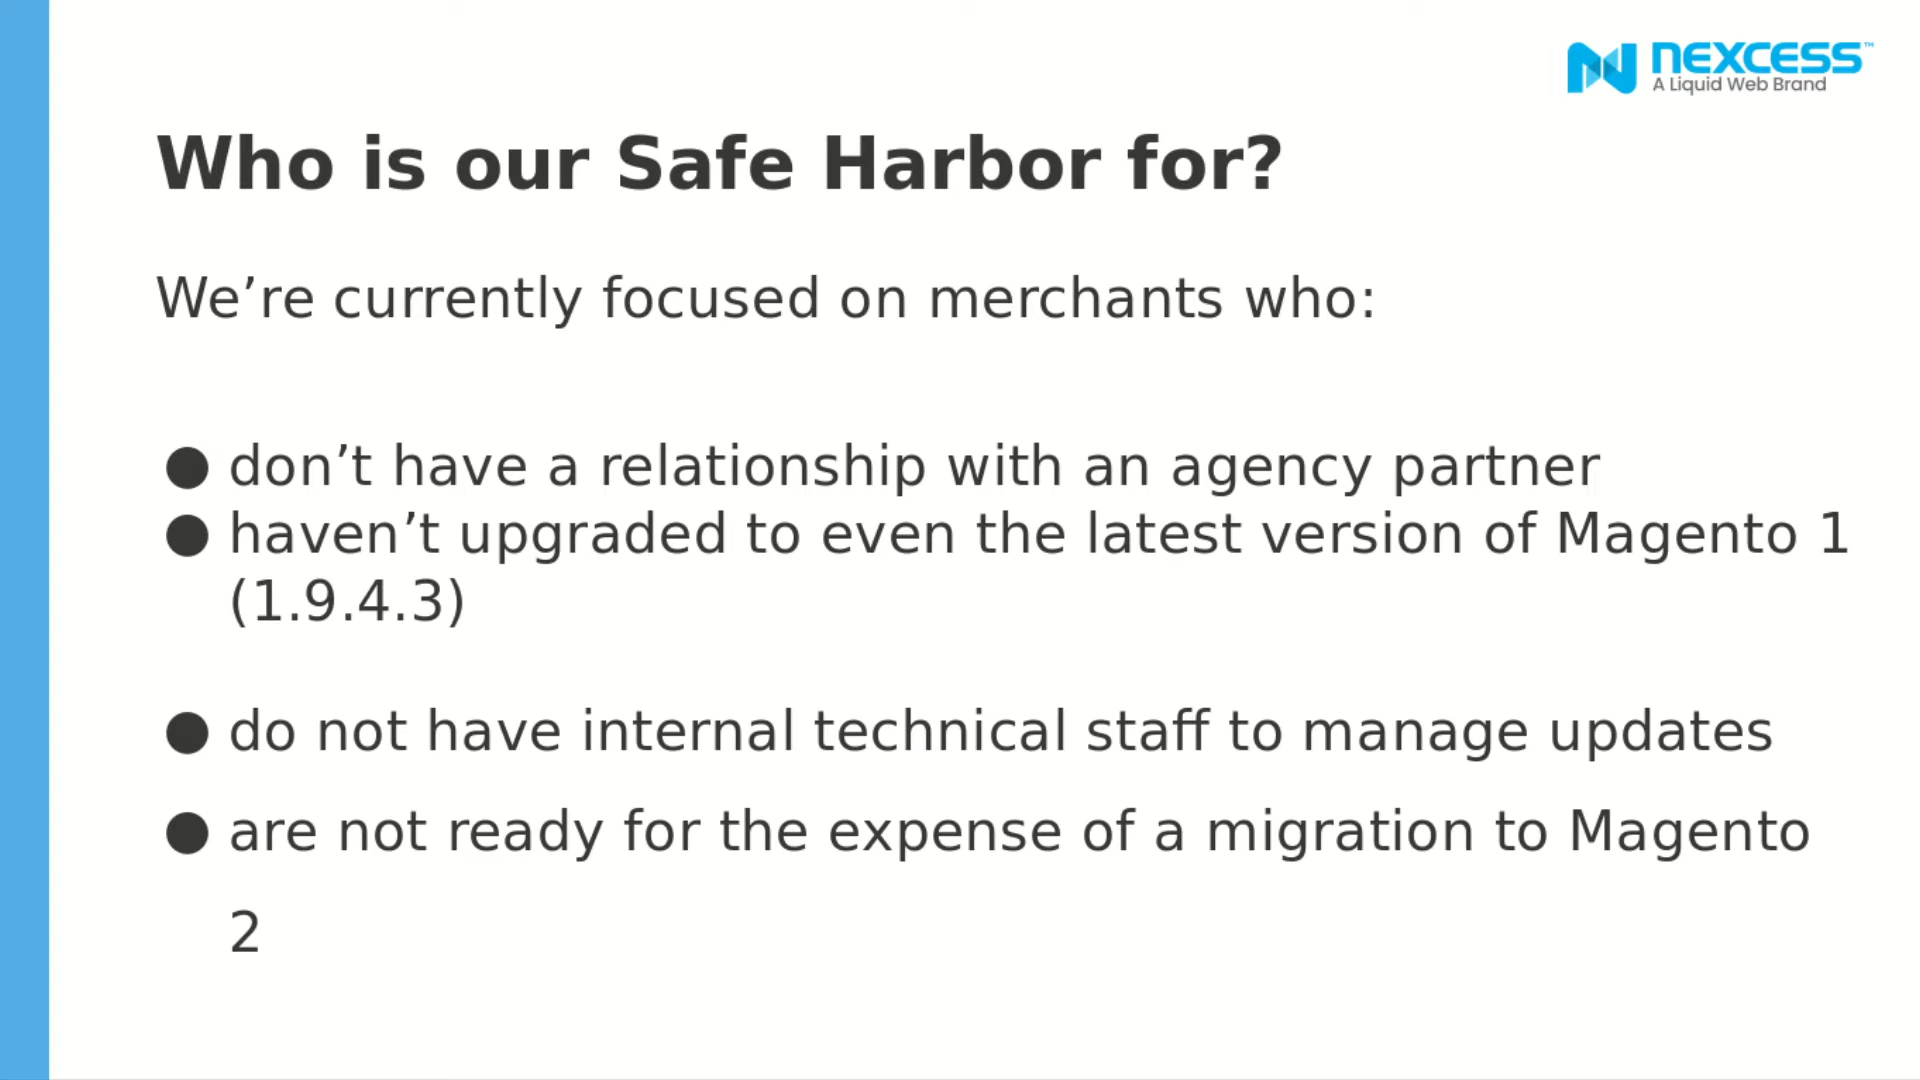 NEXCESS™
A Liquid Web Brand
Who is our Safe Harbor for?
We’re currently focused on merchants who:
● don’t have a relationship with an agency partner
● haven’t upgraded to even the latest version of Magento 1
(1.9.4.3)
● do not have internal technical staff to manage updates
● are not ready for the expense of a migration to Magento
2